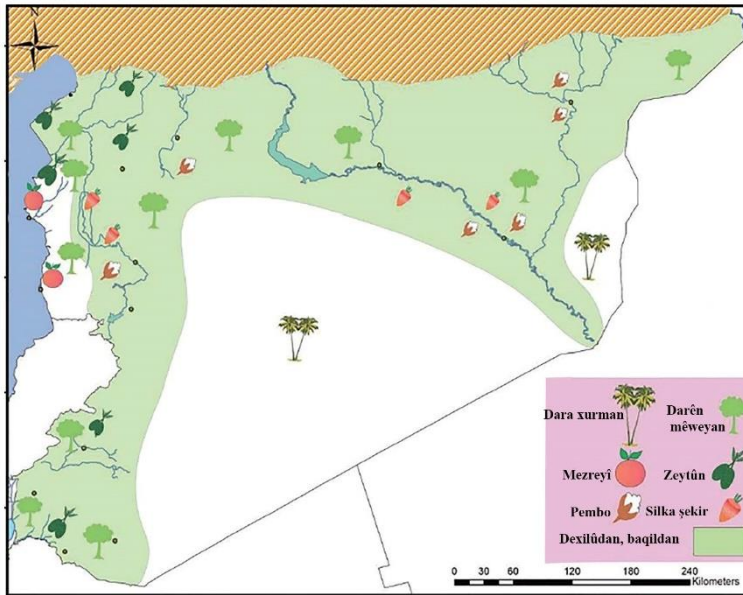 Dara xurman
Darên
mêweyan
Mezreyî
Zeytûn
Pembo
Silka şekir
Dexilûdan, baqildan
0 30 60 120 180 240
Kilometers